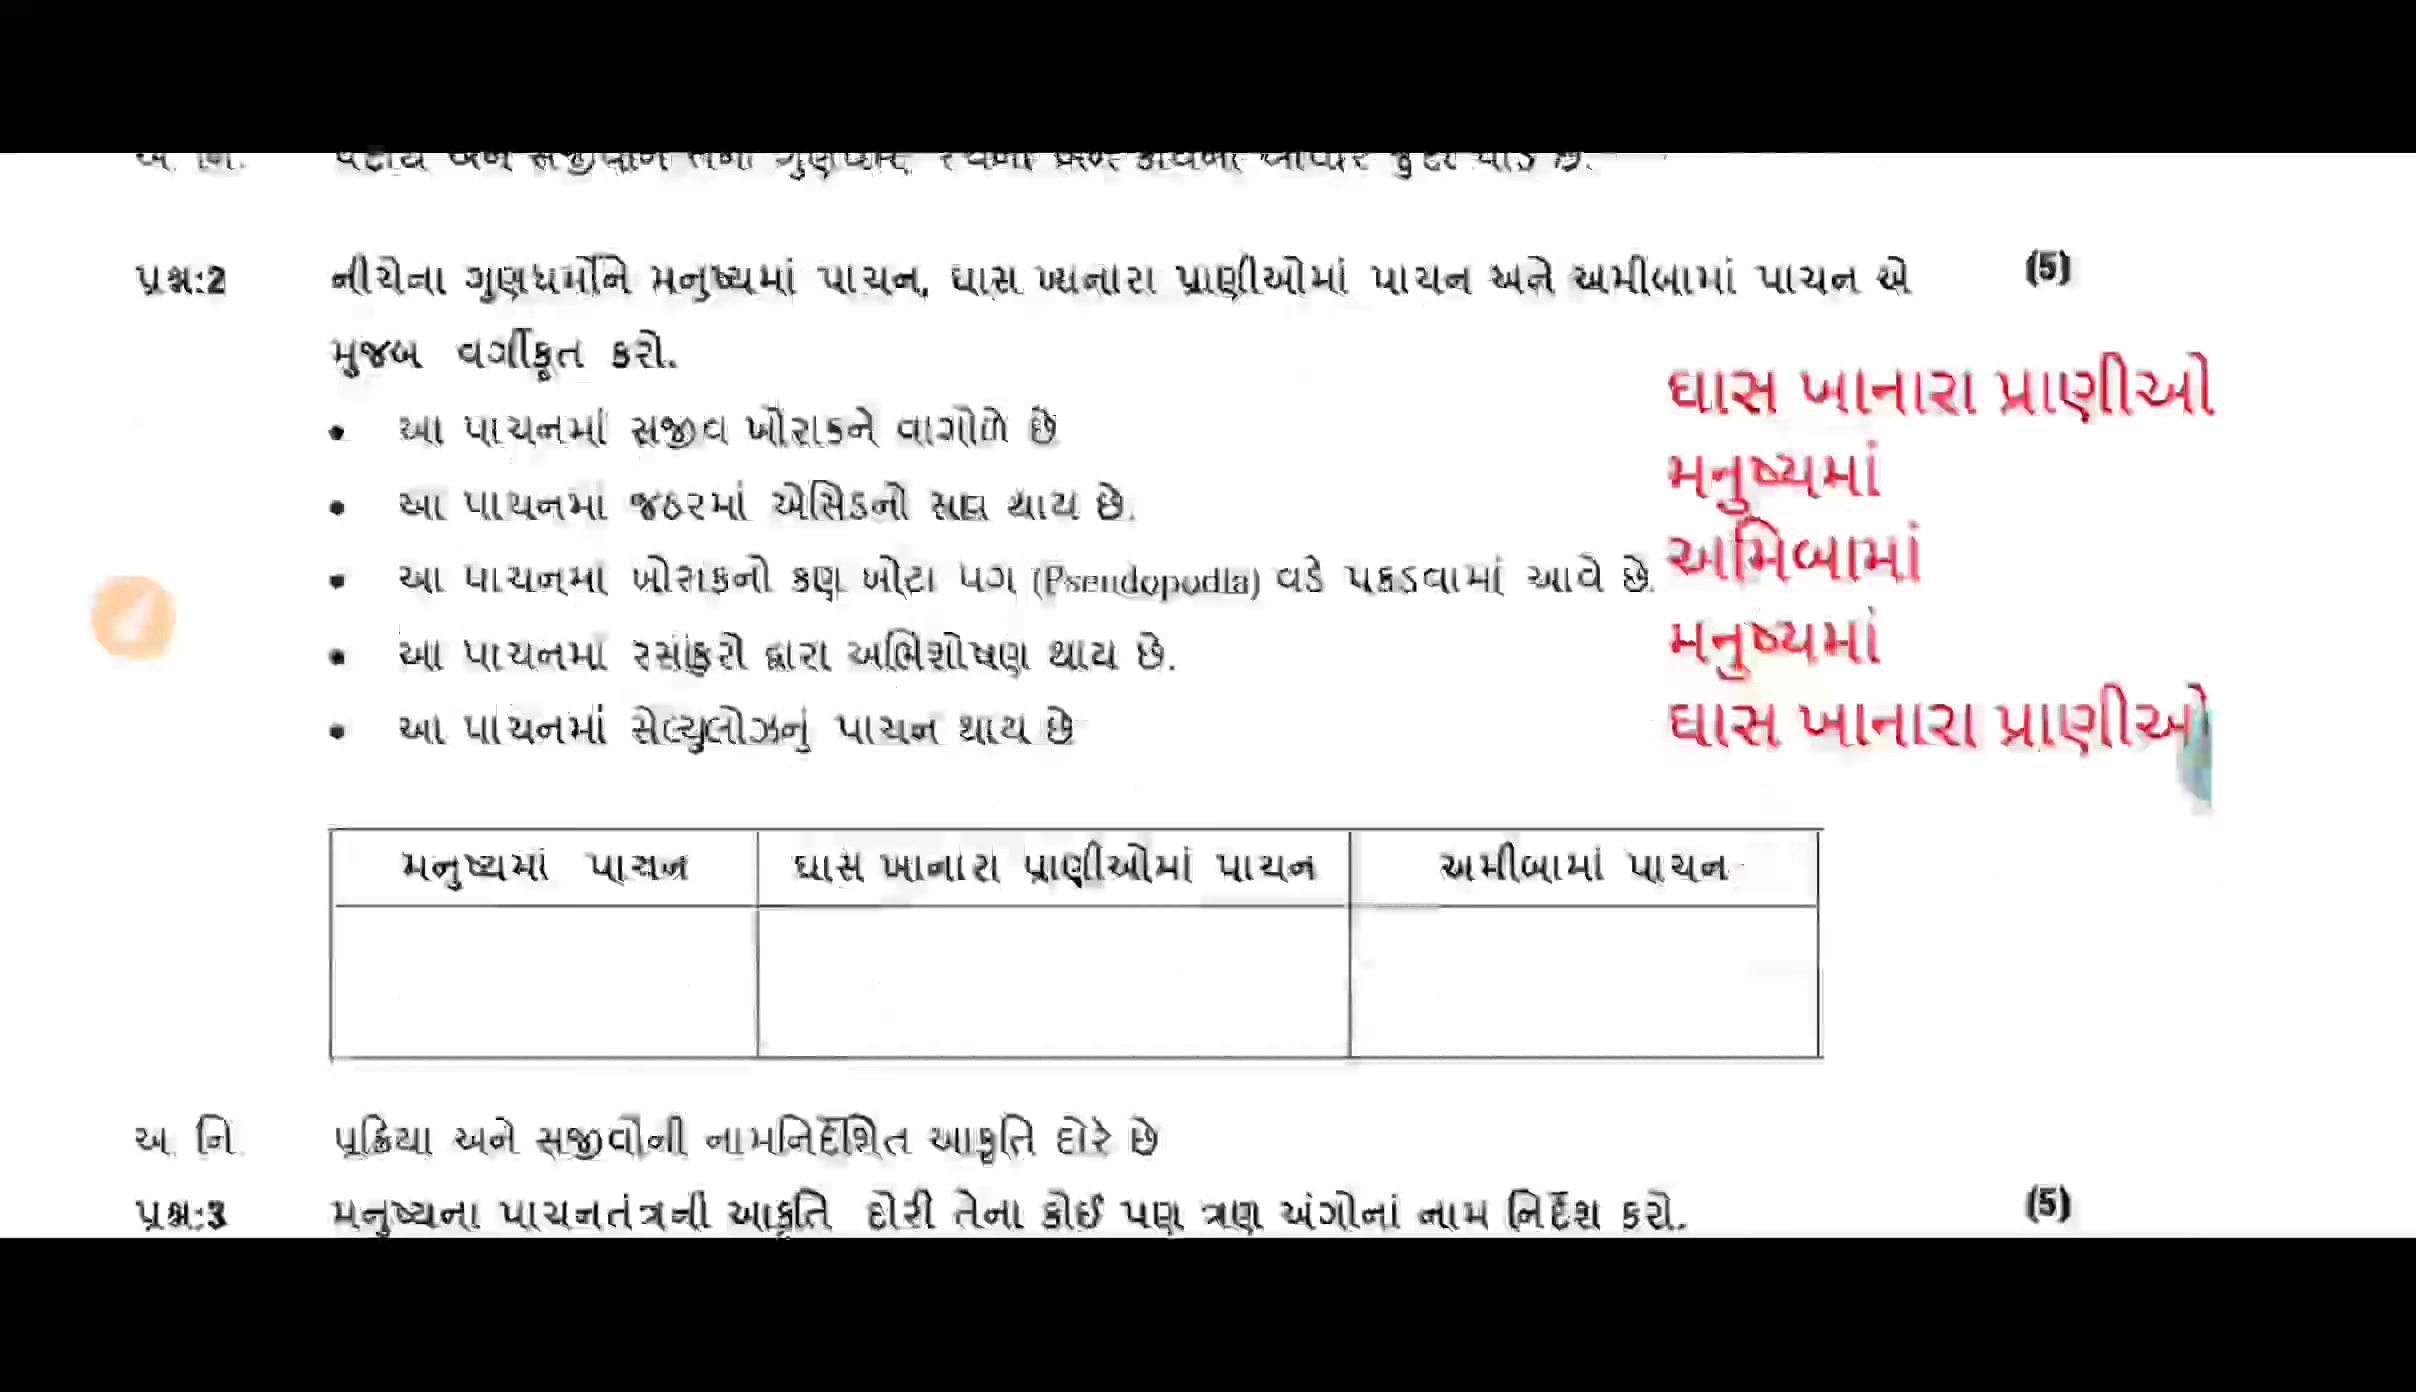 પ્રશ્ન:2 નીચેના ગુણધર્મોને મનુષ્યમાં પાચન, ઘાસ ખાનારા પ્રાણીઓમાં પાચન અને અમીબામાં પાચન એ (5)
મુજબ વર્ગીકૃત કરો.
ઘાસ ખાનારા પ્રાણીઓ
• આ પાચનમાં સજીવ ખોરાકને વાગોળે છે
મનુષ્યમાં
• આ પાચનમાં જઠરમાં એસિડનો સ્રાવ થાય છે.
• આ પાચનમાં ખોરાકનો કણ ખોટા પગ (Pseudopodia) વડે પકડવામાં આવે છે. અમિબામાં
• આ પાચનમાં રસાંકુરો દ્વારા અભિશોષણ થાય છે. મનુષ્યમાં
• આ પાચનમાં સેલ્યુલોઝનું પાચન થાય છે ઘાસ ખાનારા પ્રાણીઓ
મનુષ્યમાં પાચન ઘાસ ખાનારા પ્રાણીઓમાં પાચન અમીબામાં પાચન
અ. નિ. પ્રક્રિયા અને સજીવોની નામનિર્દેશિત આકૃતિ દોરે છે
પ્રશ્ન:3 મનુષ્યના પાચનતંત્રની આકૃતિ દોરી તેના કોઈ પણ ત્રણ અંગોનાં નામ નિર્દેશ કરો. (5)